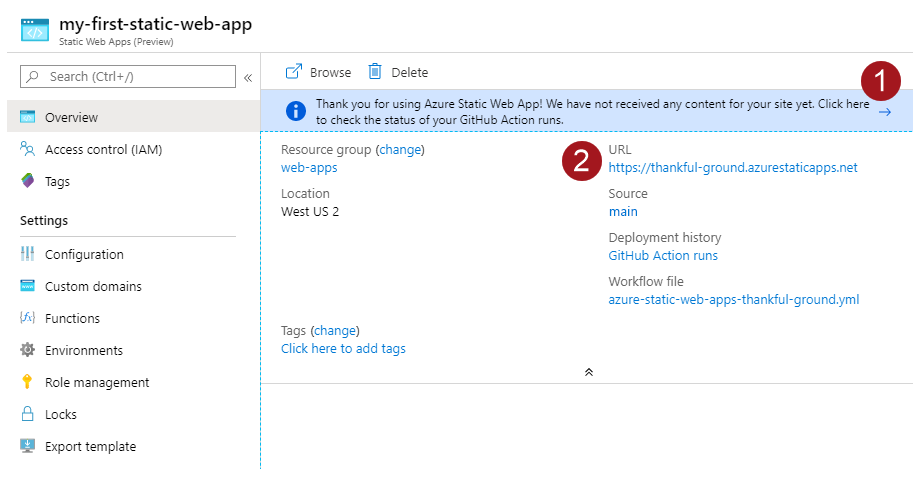 my-first-static-web-app
Static Web Apps (Preview)
Search (Ctrl+/)
«
Overview
Access control (IAM)
Tags
Settings
Configuration
Custom domains
Functions
Environments
Role management
Locks
Export template
Browse
Delete
1
Thank you for using Azure Static Web App! We have not received any content for your site yet. Click here
to check the status of your GitHub Action runs.
Resource group (change)
web-apps
Location
West US 2
2
URL
https://thankful-ground.azurestaticapps.net
Source
main
Deployment history
GitHub Action runs
Workflow file
azure-static-web-apps-thankful-ground.yml
Tags (change)
Click here to add tags